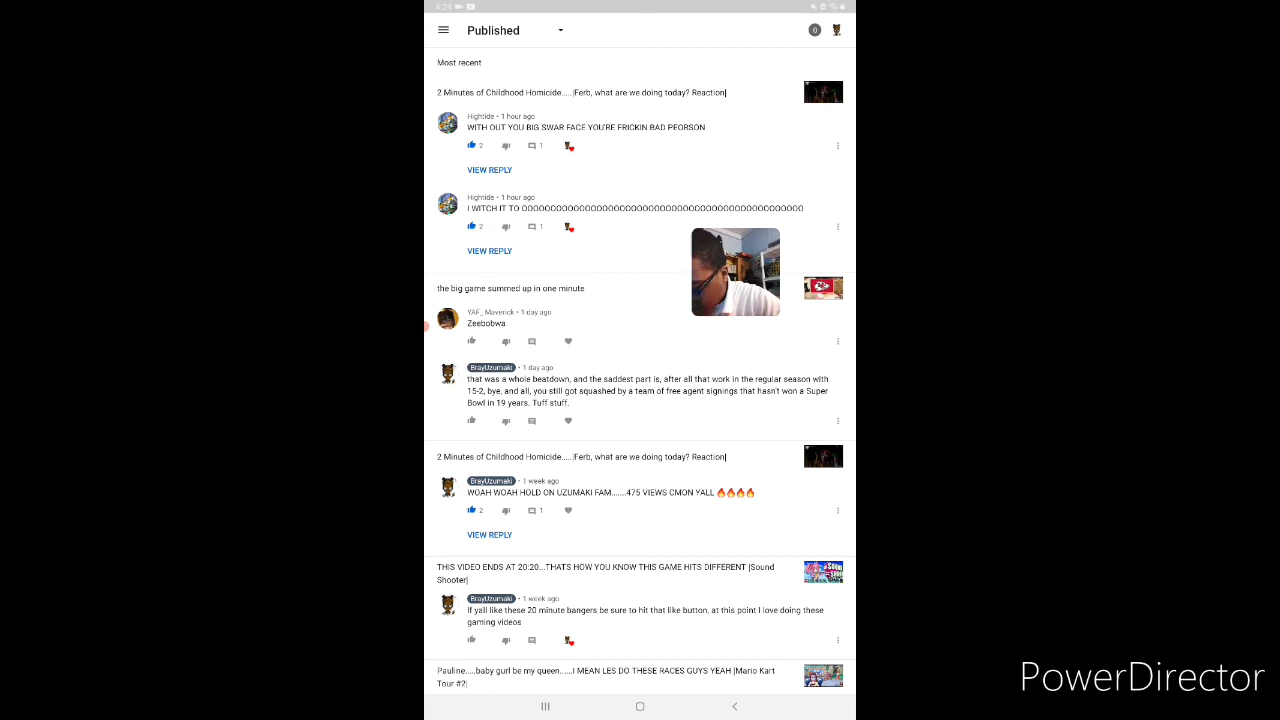 4:24
Published
0
Most recent
2 Minutes of Childhood Homicide.....|Ferb, what are we doing today? Reaction|
Hightide • 1 hour ago
WITH OUT YOU BIG SWAR FACE YOU'RE FRICKIN BAD PEORSON
2 1
VIEW REPLY
Hightide • 1 hour ago
I WITCH IT TO OOOOOOOOOOOOOOOOOOOOOOOOOOOOOOOOOOOOOOOOOOOOOOOO
2 1
VIEW REPLY
the big game summed up in one minute
YAF_ Maverick • 1 day ago
Zeebobwa
BrayUzumaki • 1 day ago
that was a whole beatdown, and the saddest part is, after all that work in the regular season with
15-2, bye, and all, you still got squashed by a team of free agent signings that hasn't won a Super
Bowl in 19 years. Tuff stuff.
2 Minutes of Childhood Homicide.....|Ferb, what are we doing today? Reaction|
BrayUzumaki • 1 week ago
WOAH WOAH HOLD ON UZUMAKI FAM.......475 VIEWS CMON YALL 🔥🔥🔥🔥
2 1
VIEW REPLY
THIS VIDEO ENDS AT 20:20...THATS HOW YOU KNOW THIS GAME HITS DIFFERENT |Sound
Shooter|
BrayUzumaki • 1 week ago
If yall like these 20 minute bangers be sure to hit that like button, at this point I love doing these
gaming videos
Pauline.....baby gurl be my queen......I MEAN LES DO THESE RACES GUYS YEAH |Mario Kart
Tour #2|
PowerDirector